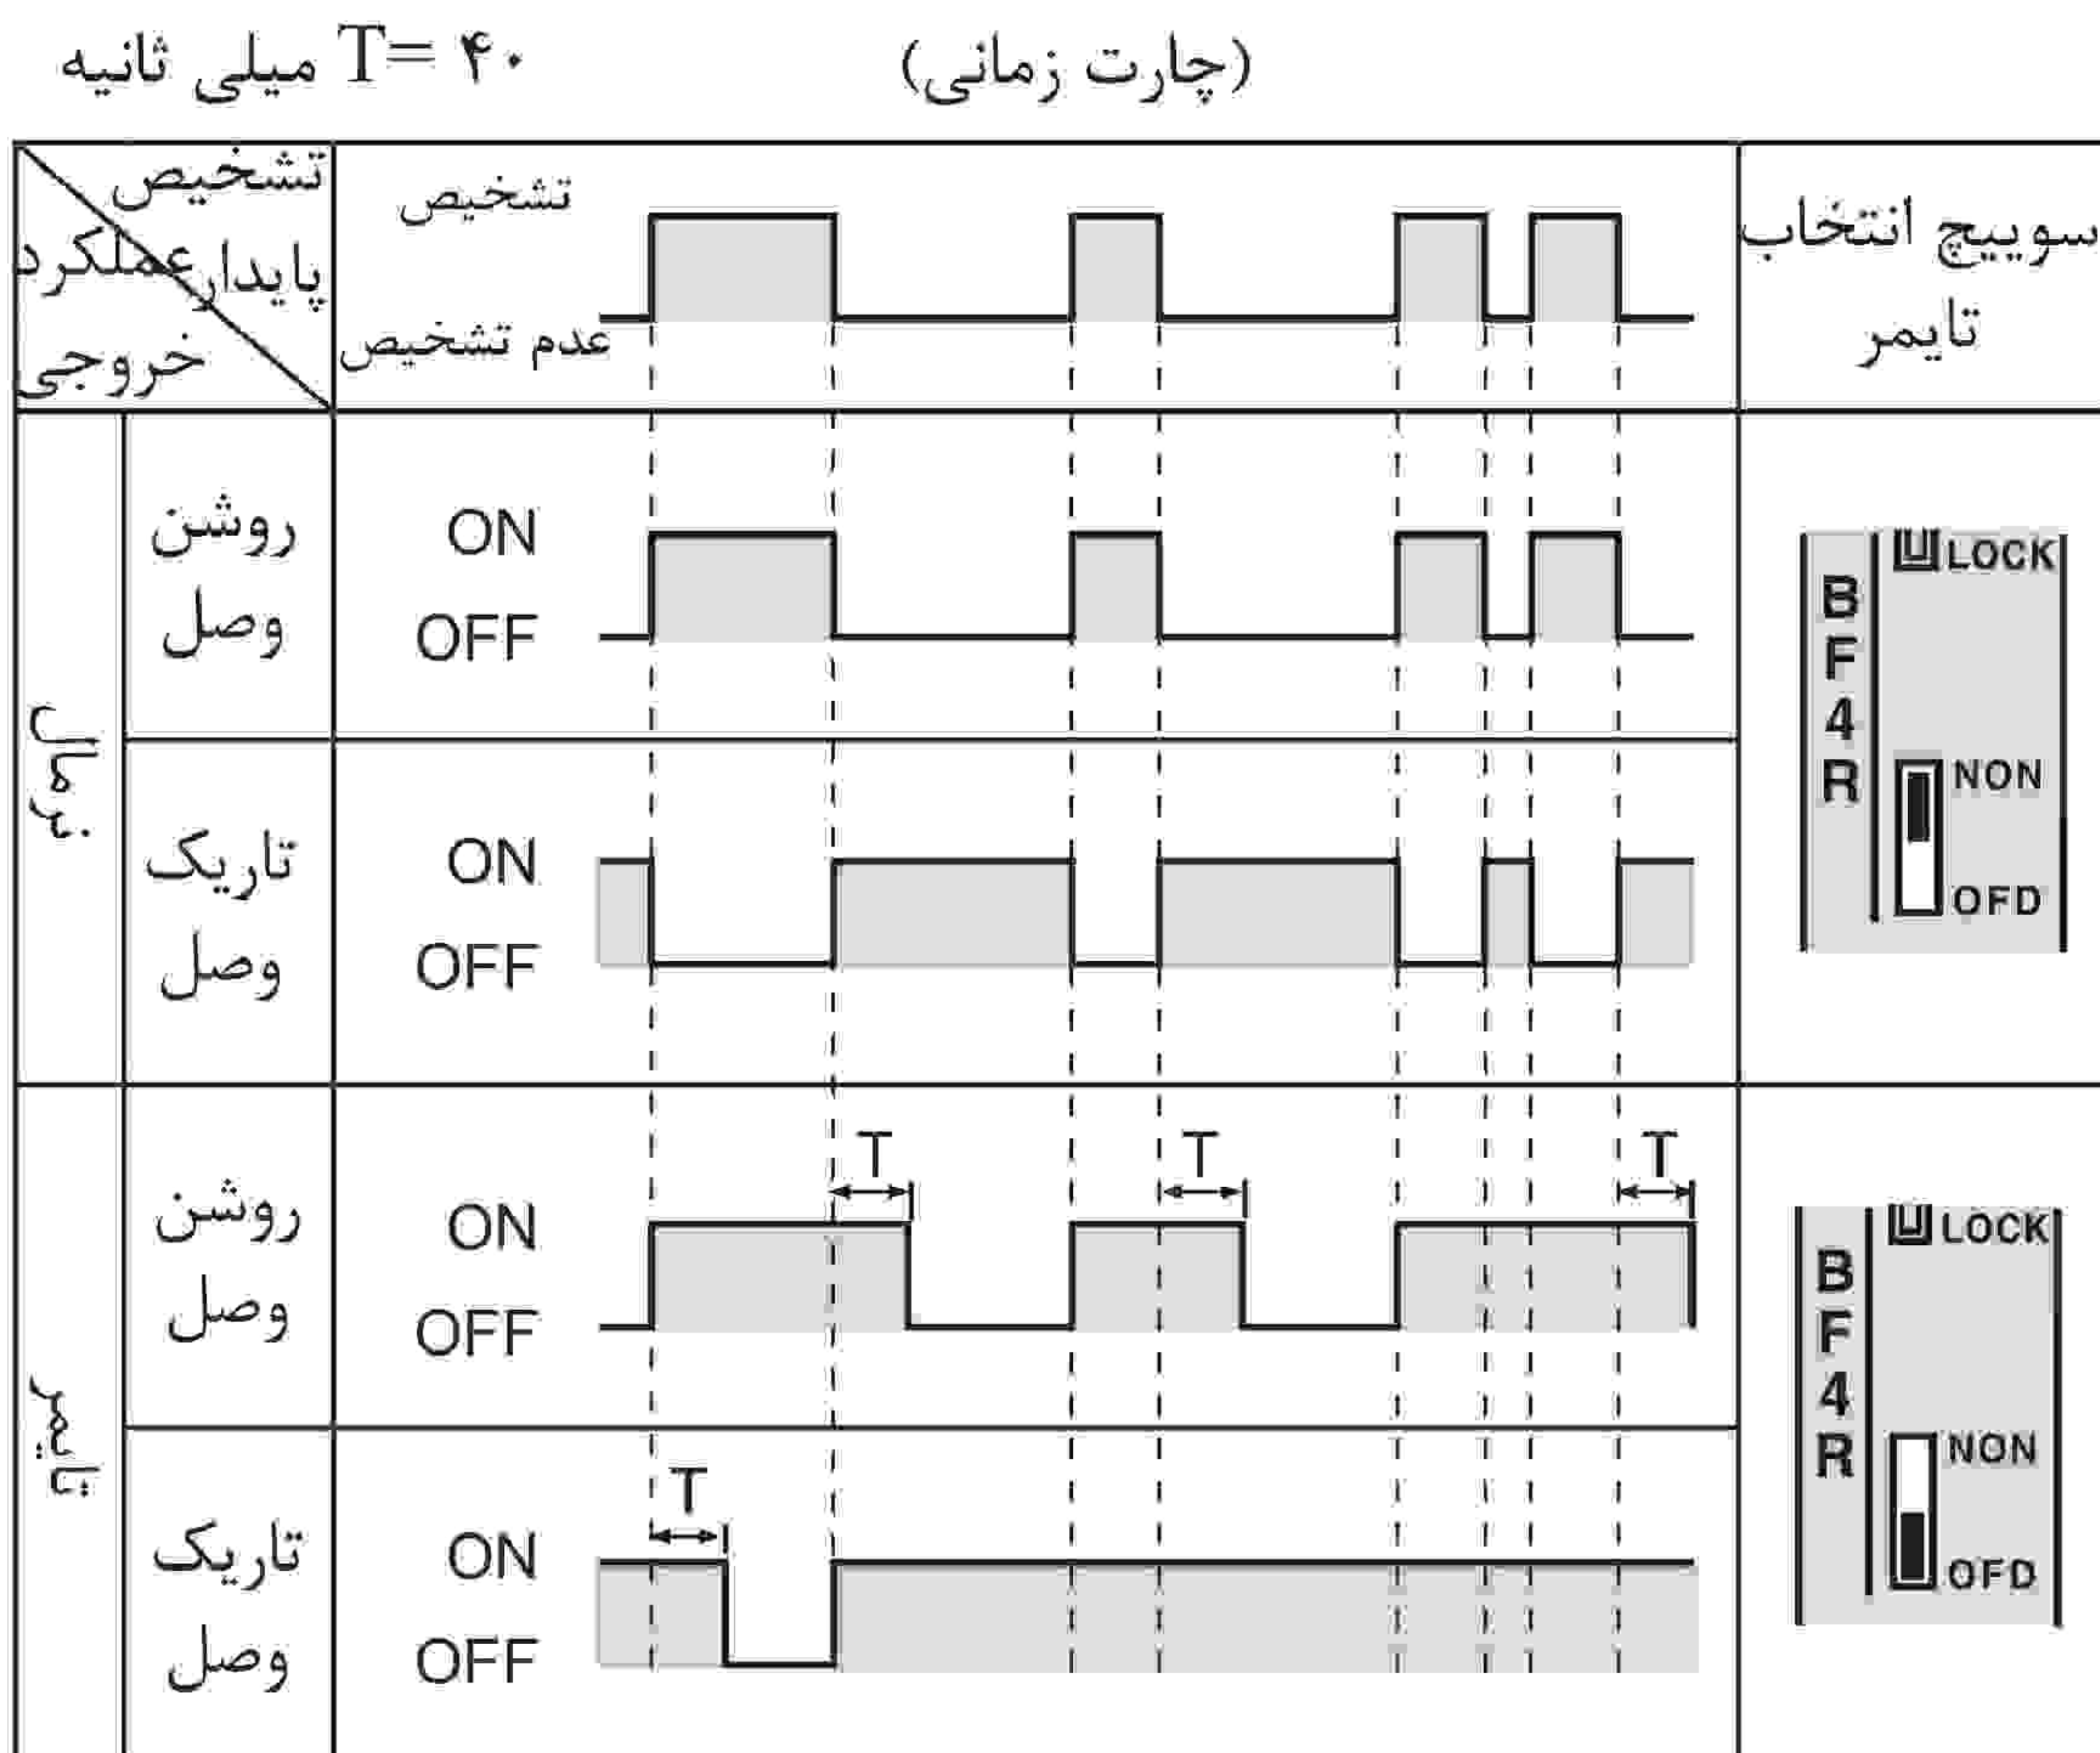 (چارت زمانی)
T= ۴۰ میلی ثانیه
سوییچ انتخاب
تایمر
تشخیص
عدم تشخیص
تشخیص
پایدار
عملکرد
خروجی
نرمال
روشن
وصل
ON
OFF
LOCK
B
F
4
R
NON
OFD
تاریک
وصل
ON
OFF
تایمر
روشن
وصل
ON
OFF
T
T
T
LOCK
B
F
4
R
NON
OFD
تاریک
وصل
ON
OFF
T